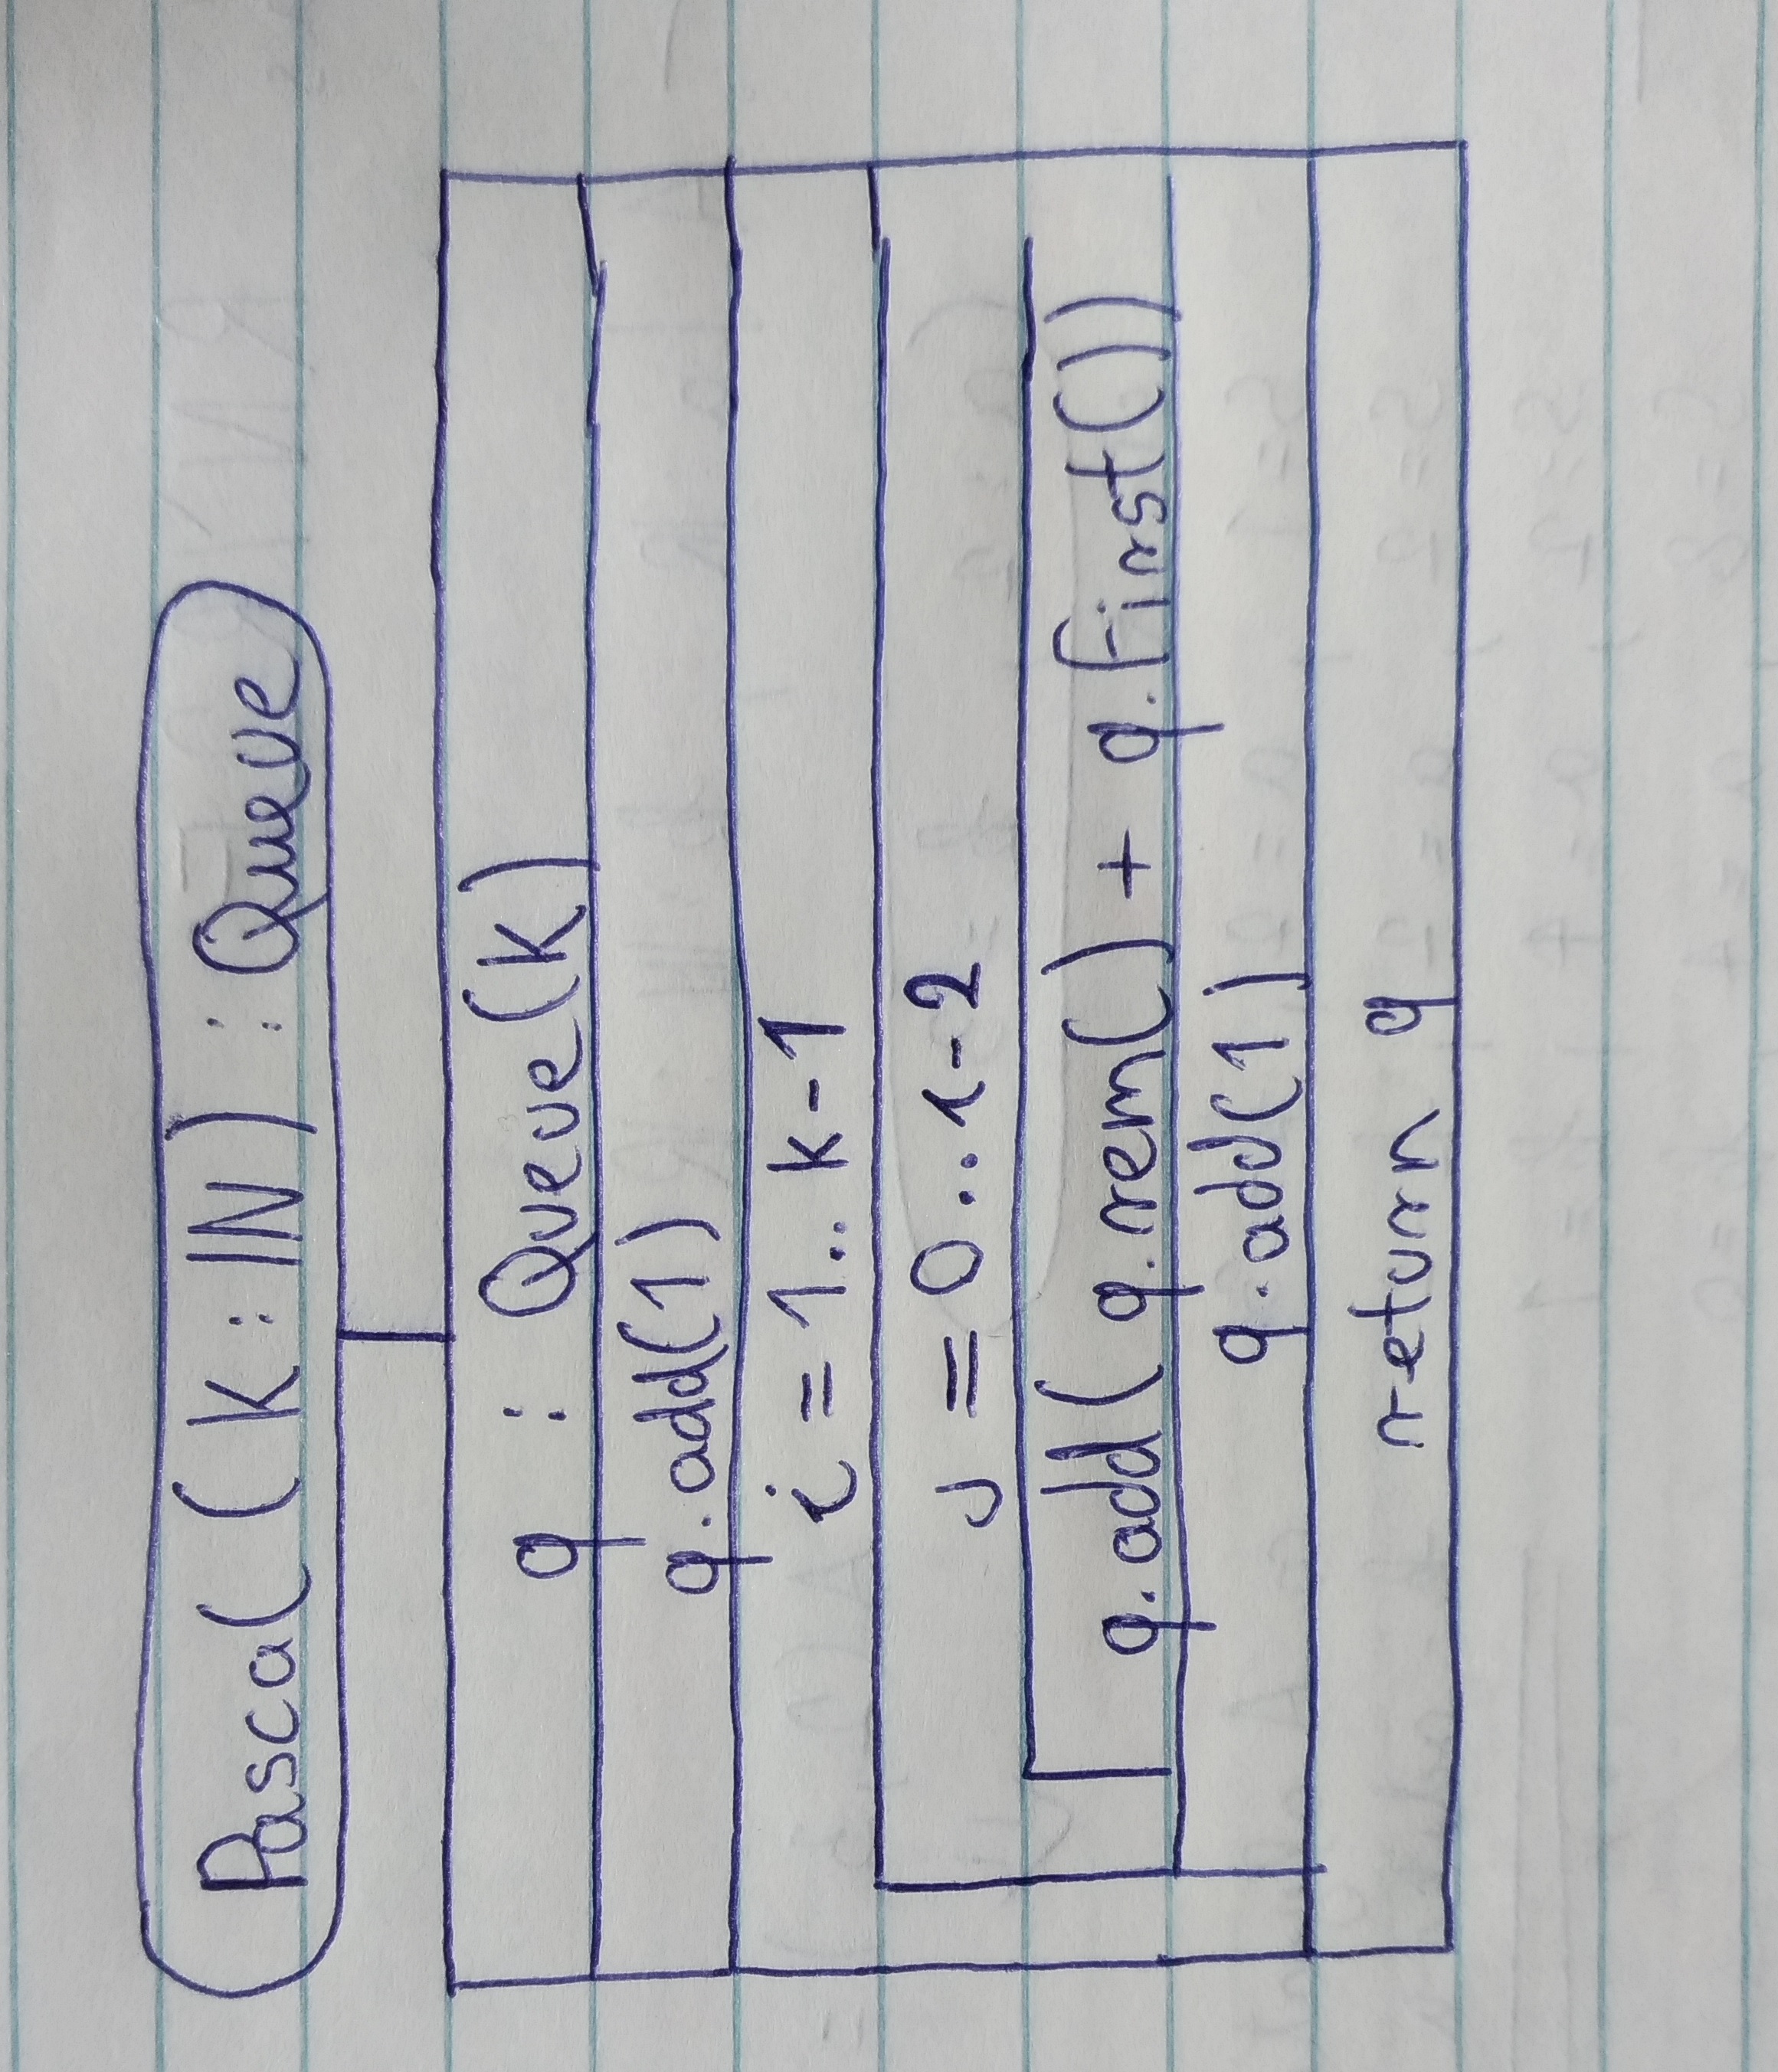 Pascal(K:ℕ) : Queue
q : Queue(K)
q.add(1)
i = 1..k-1
j = 0..i-2
q.add(q.rem() + q.first())
q.add(1)
return q